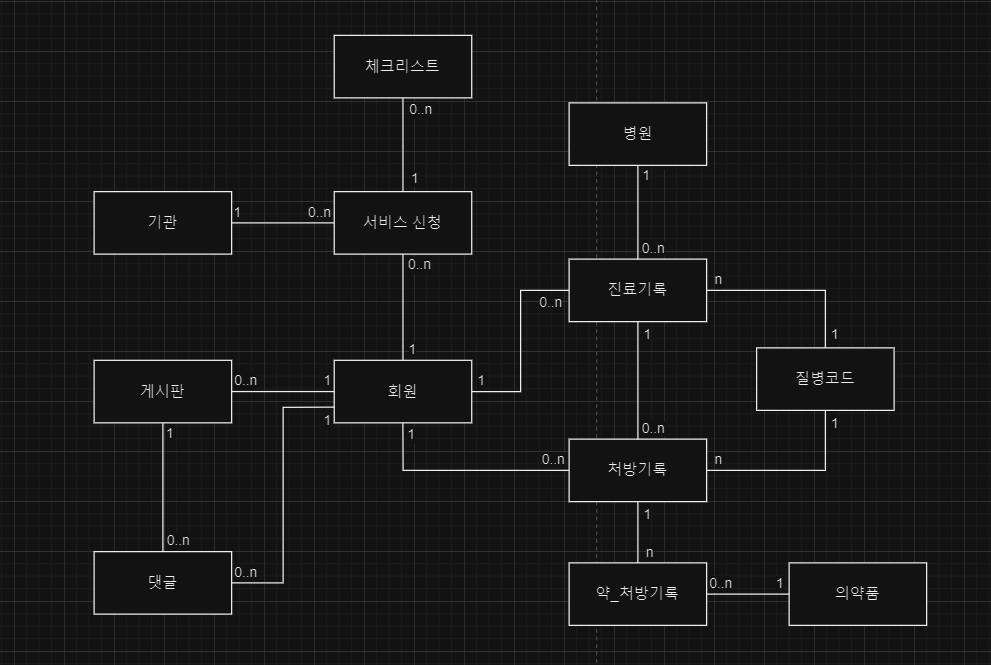 체크리스트
0..n
병원
1
1
기관
1
0..n
서비스 신청
0..n
0..n
진료기록
n
0..n
1
1
1
질병코드
게시판
0..n
1
회원
1
1
1
1
1
0..n
0..n
처방기록
n
0..n
1
댓글
0..n
n
약_처방기록
0..n
1
의약품